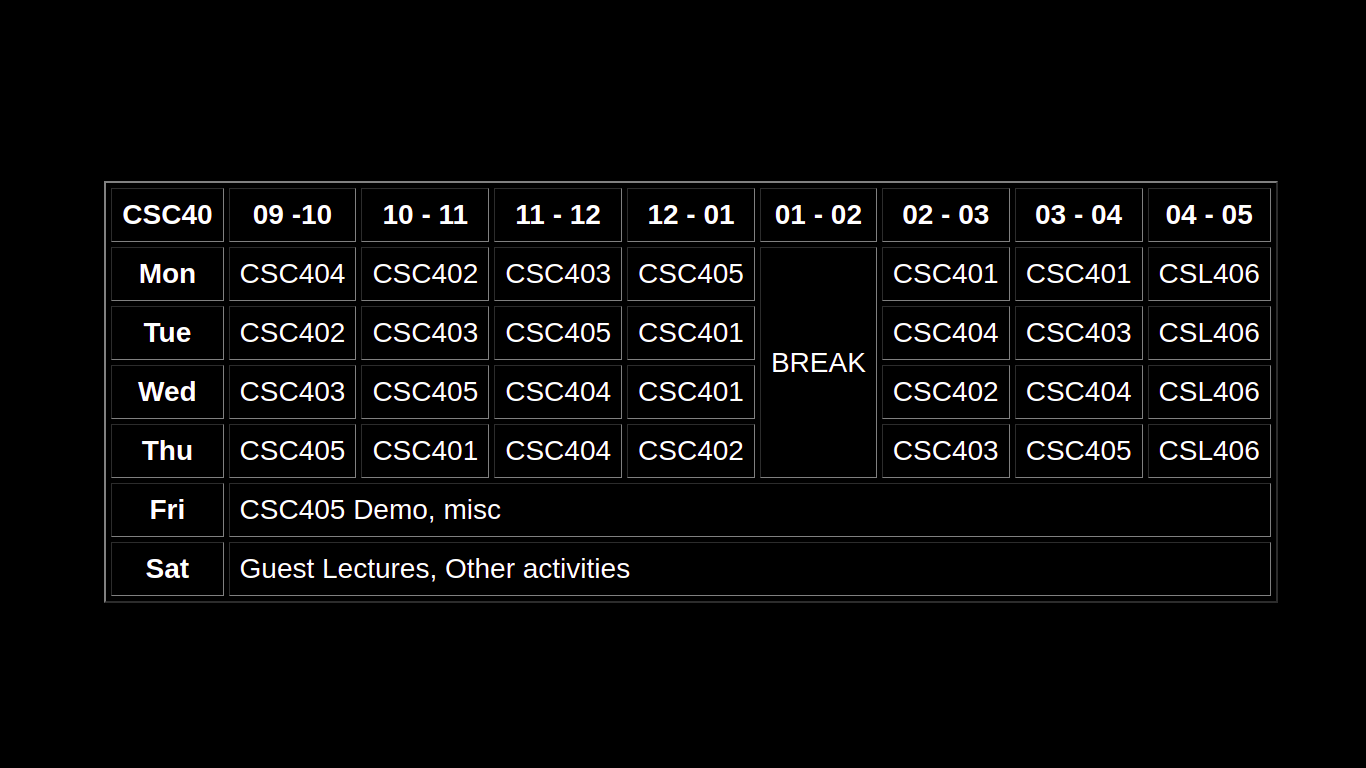 CSC40 09 -10 10 - 11 11 - 12 12 - 01 01 - 02 02 - 03 03 - 04 04 - 05
Mon CSC404 CSC402 CSC403 CSC405 CSC401 CSC401 CSL406
Tue CSC402 CSC403 CSC405 CSC401 CSC404 CSC403 CSL406
BREAK
Wed CSC403 CSC405 CSC404 CSC401 CSC402 CSC404 CSL406
Thu CSC405 CSC401 CSC404 CSC402 CSC403 CSC405 CSL406
Fri CSC405 Demo, misc
Sat Guest Lectures, Other activities